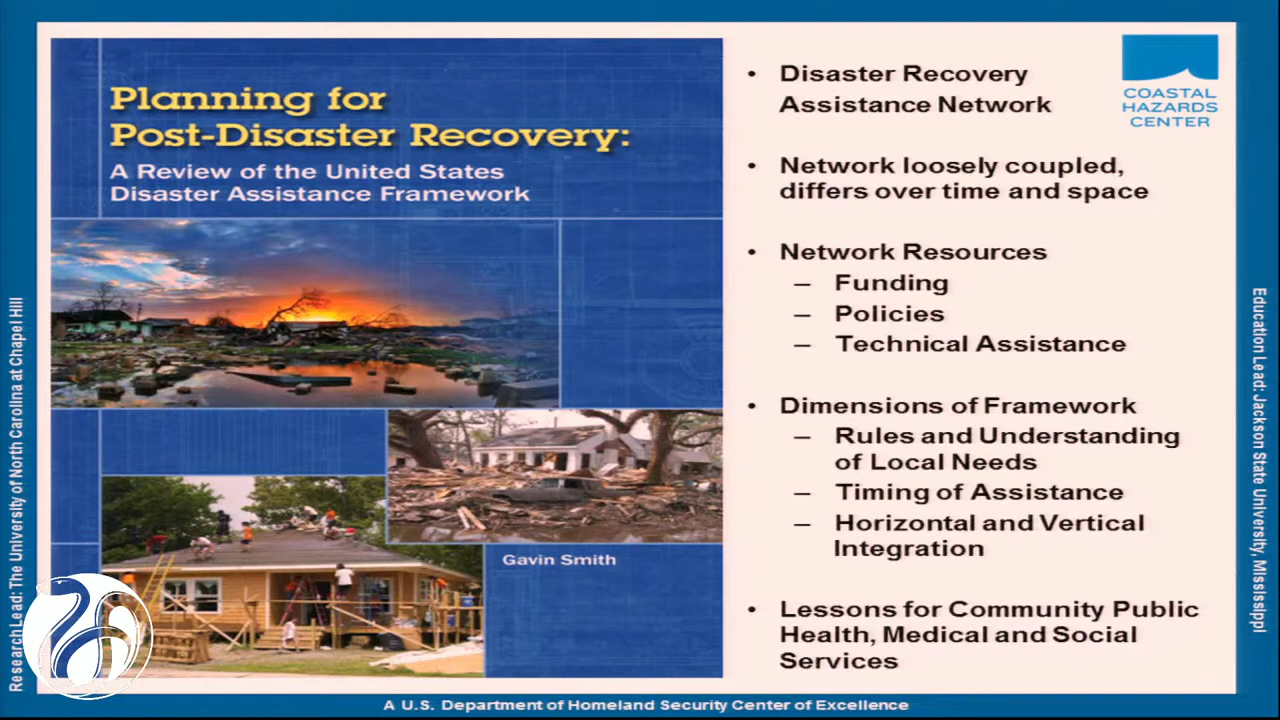 Planning for
Post-Disaster Recovery:
A Review of the United States
Disaster Assistance Framework
Gavin Smith
• Disaster Recovery
Assistance Network
• Network loosely coupled,
differs over time and space
• Network Resources
– Funding
– Policies
– Technical Assistance
• Dimensions of Framework
– Rules and Understanding
of Local Needs
– Timing of Assistance
– Horizontal and Vertical
Integration
• Lessons for Community Public
Health, Medical and Social
Services
COASTAL
HAZARDS
CENTER
Research Lead: The University of North Carolina at Chapel Hill
Education Lead: Jackson State University, Mississippi
A U.S. Department of Homeland Security Center of Excellence